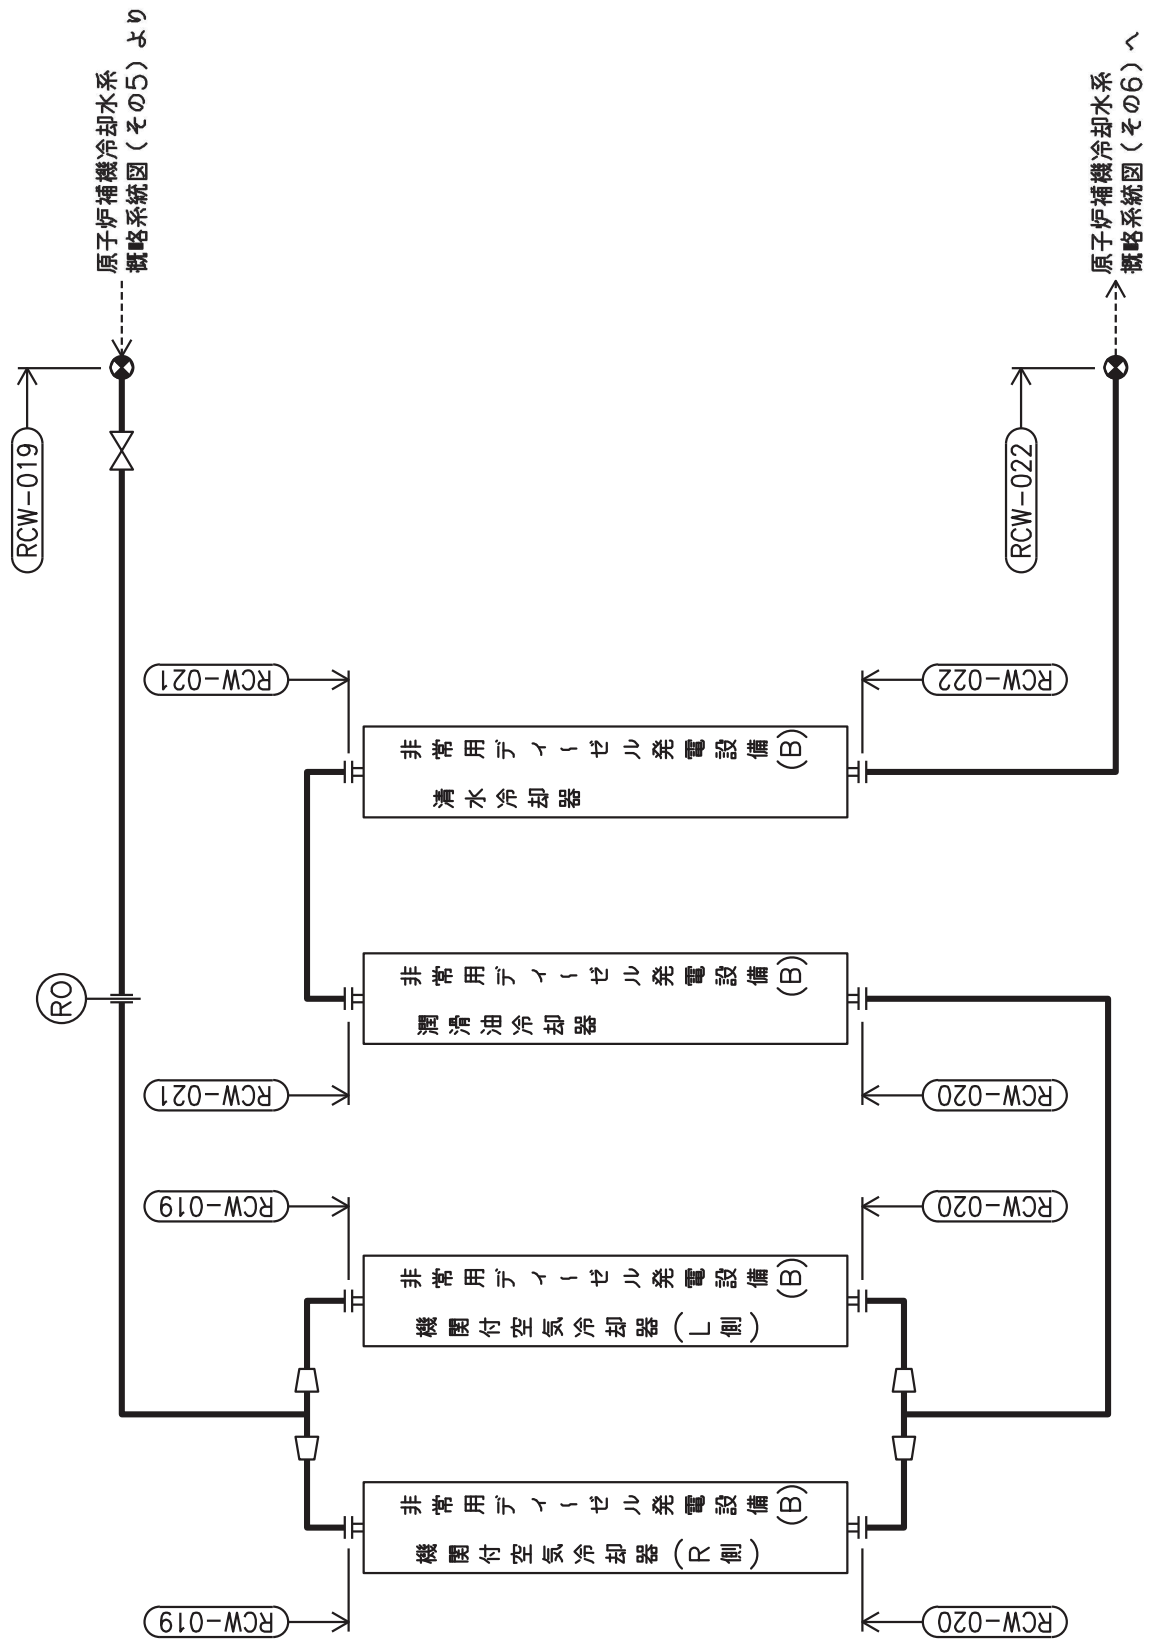 原子炉補機冷却水系
概略系統図（その5）より
原子炉補機冷却水系
概略系統図（その6）へ
RCW-019
RCW-022
RCW-021
RCW-022
非常用ディーゼル発電設備(B)
清水冷却器
RO
非常用ディーゼル発電設備(B)
潤滑油冷却器
RCW-021
RCW-020
RCW-019
RCW-020
非常用ディーゼル発電設備(B)
機関付空気冷却器(L側)
非常用ディーゼル発電設備(B)
機関付空気冷却器(R側)
RCW-019
RCW-020